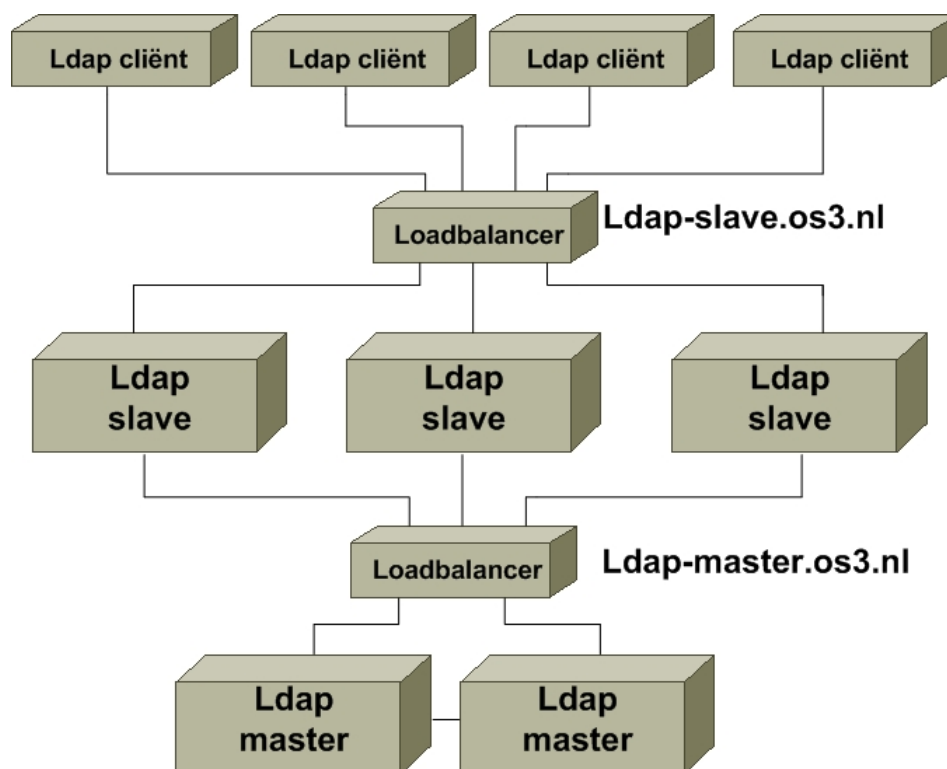 Ldap cliënt
Ldap cliënt
Ldap cliënt
Ldap cliënt
Loadbalancer
Ldap-slave.os3.nl
Ldap
slave
Ldap
slave
Ldap
slave
Loadbalancer
Ldap-master.os3.nl
Ldap
master
Ldap
master